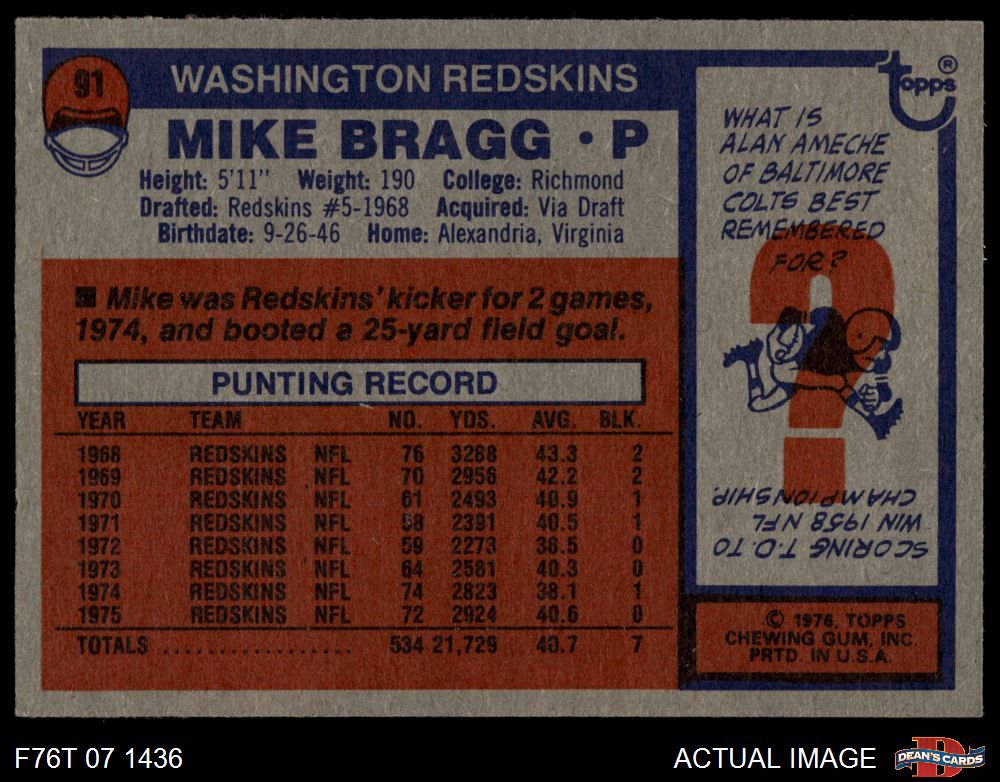 91
WASHINGTON REDSKINS
MIKE BRAGG • P
Height: 5'11" Weight: 190 College: Richmond
Drafted: Redskins #5-1968 Acquired: Via Draft
Birthdate: 9-26-46 Home: Alexandria, Virginia
■ Mike was Redskins' kicker for 2 games,
1974, and booted a 25-yard field goal.
PUNTING RECORD
YEAR TEAM NO. YDS. AVG. BLK.
1968 REDSKINS NFL 76 3288 43.3 2
1969 REDSKINS NFL 70 2956 42.2 2
1970 REDSKINS NFL 61 2493 40.9 1
1971 REDSKINS NFL 58 2391 40.5 1
1972 REDSKINS NFL 59 2273 38.5 0
1973 REDSKINS NFL 64 2581 40.3 0
1974 REDSKINS NFL 74 2823 38.1 1
1975 REDSKINS NFL 72 2924 40.6 0
TOTALS .................. 534 21,729 40.7 7
topps®
WHAT IS
ALAN AMECHE
OF BALTIMORE
COLTS BEST
REMEMBERED
FOR?
?
SCORING T.D. TO
WIN 1958 NFL
CHAMPIONSHIP.
© 1976, TOPPS
CHEWING GUM, INC.
PRTD. IN U.S.A.
F76T 07 1436
ACTUAL IMAGE
D
DEAN'S CARDS